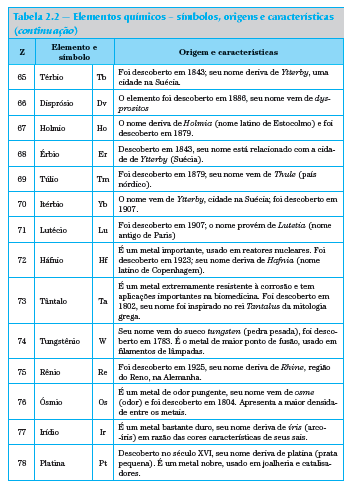 Tabela 2.2 — Elementos químicos – símbolos, origens e características
(continuação)
Z Elemento e símbolo Origem e características
65 Térbio Tb Foi descoberto em 1843; seu nome deriva de Ytterby, uma
cidade na Suécia.
66 Disprósio Dv O elemento foi descoberto em 1886, seu nome vem de dys-
prositos
67 Holmio Ho O nome deriva de Holmia (nome latino de Estocolmo) e foi
descoberto em 1879.
68 Érbio Er Descoberto em 1843, seu nome está relacionado com a cida-
de de Ytterby (Suécia).
69 Túlio Tm Foi descoberto em 1879; seu nome vem de Thule (país
nórdico).
70 Itérbio Yb O nome vem de Ytterby, cidade na Suécia; foi descoberto em
1907.
71 Lutécio Lu Foi descoberto em 1907; o nome provém de Lutetia (nome
antigo de Paris)
72 Háfnio Hf É um metal importante, usado em reatores nucleares. Foi
descoberto em 1923; seu nome deriva de Hafnia (nome
latino de Copenhagem).
73 Tântalo Ta É um metal extremamente resistente à corrosão e tem
aplicações importantes na biomedicina. Foi descoberto em
1802, seu nome foi inspirado no rei Tantalus da mitologia
grega.
74 Tungstênio W Seu nome vem do sueco tungsten (pedra pesada), foi desco-
berto em 1783. É o metal de maior ponto de fusão, usado em
filamentos de lâmpadas.
75 Rênio Re Foi descoberto em 1925, seu nome deriva de Rhine, região
do Reno, na Alemanha.
76 Ósmio Os É um metal de odor pungente, seu nome vem de osme
(odor) e foi descoberto em 1804. Apresenta a maior densida-
de entre os metais.
77 Irídio Ir É um metal bastante duro, seu nome deriva de íris (arco-
-íris) em razão das cores características de seus sais.
78 Platina Pt Descoberto no século XVI, seu nome deriva de platina (prata
pequena). É um metal nobre, usado em joalheria e catalisa-
dores.